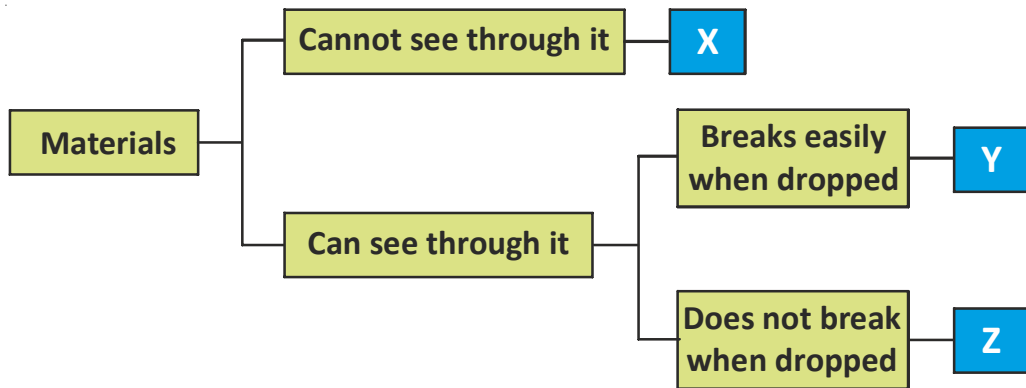 Cannot see through it
X
Materials
Breaks easily
when dropped
Y
Can see through it
Does not break
when dropped
Z